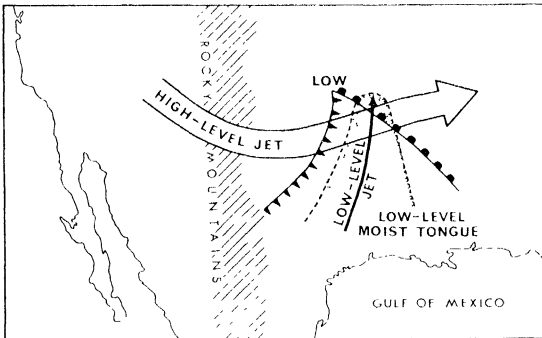 ROCKY MOUNTAINS
HIGH-LEVEL JET
LOW
LOW-LEVEL
JET
LOW-LEVEL
MOIST TONGUE
GULF OF MEXICO